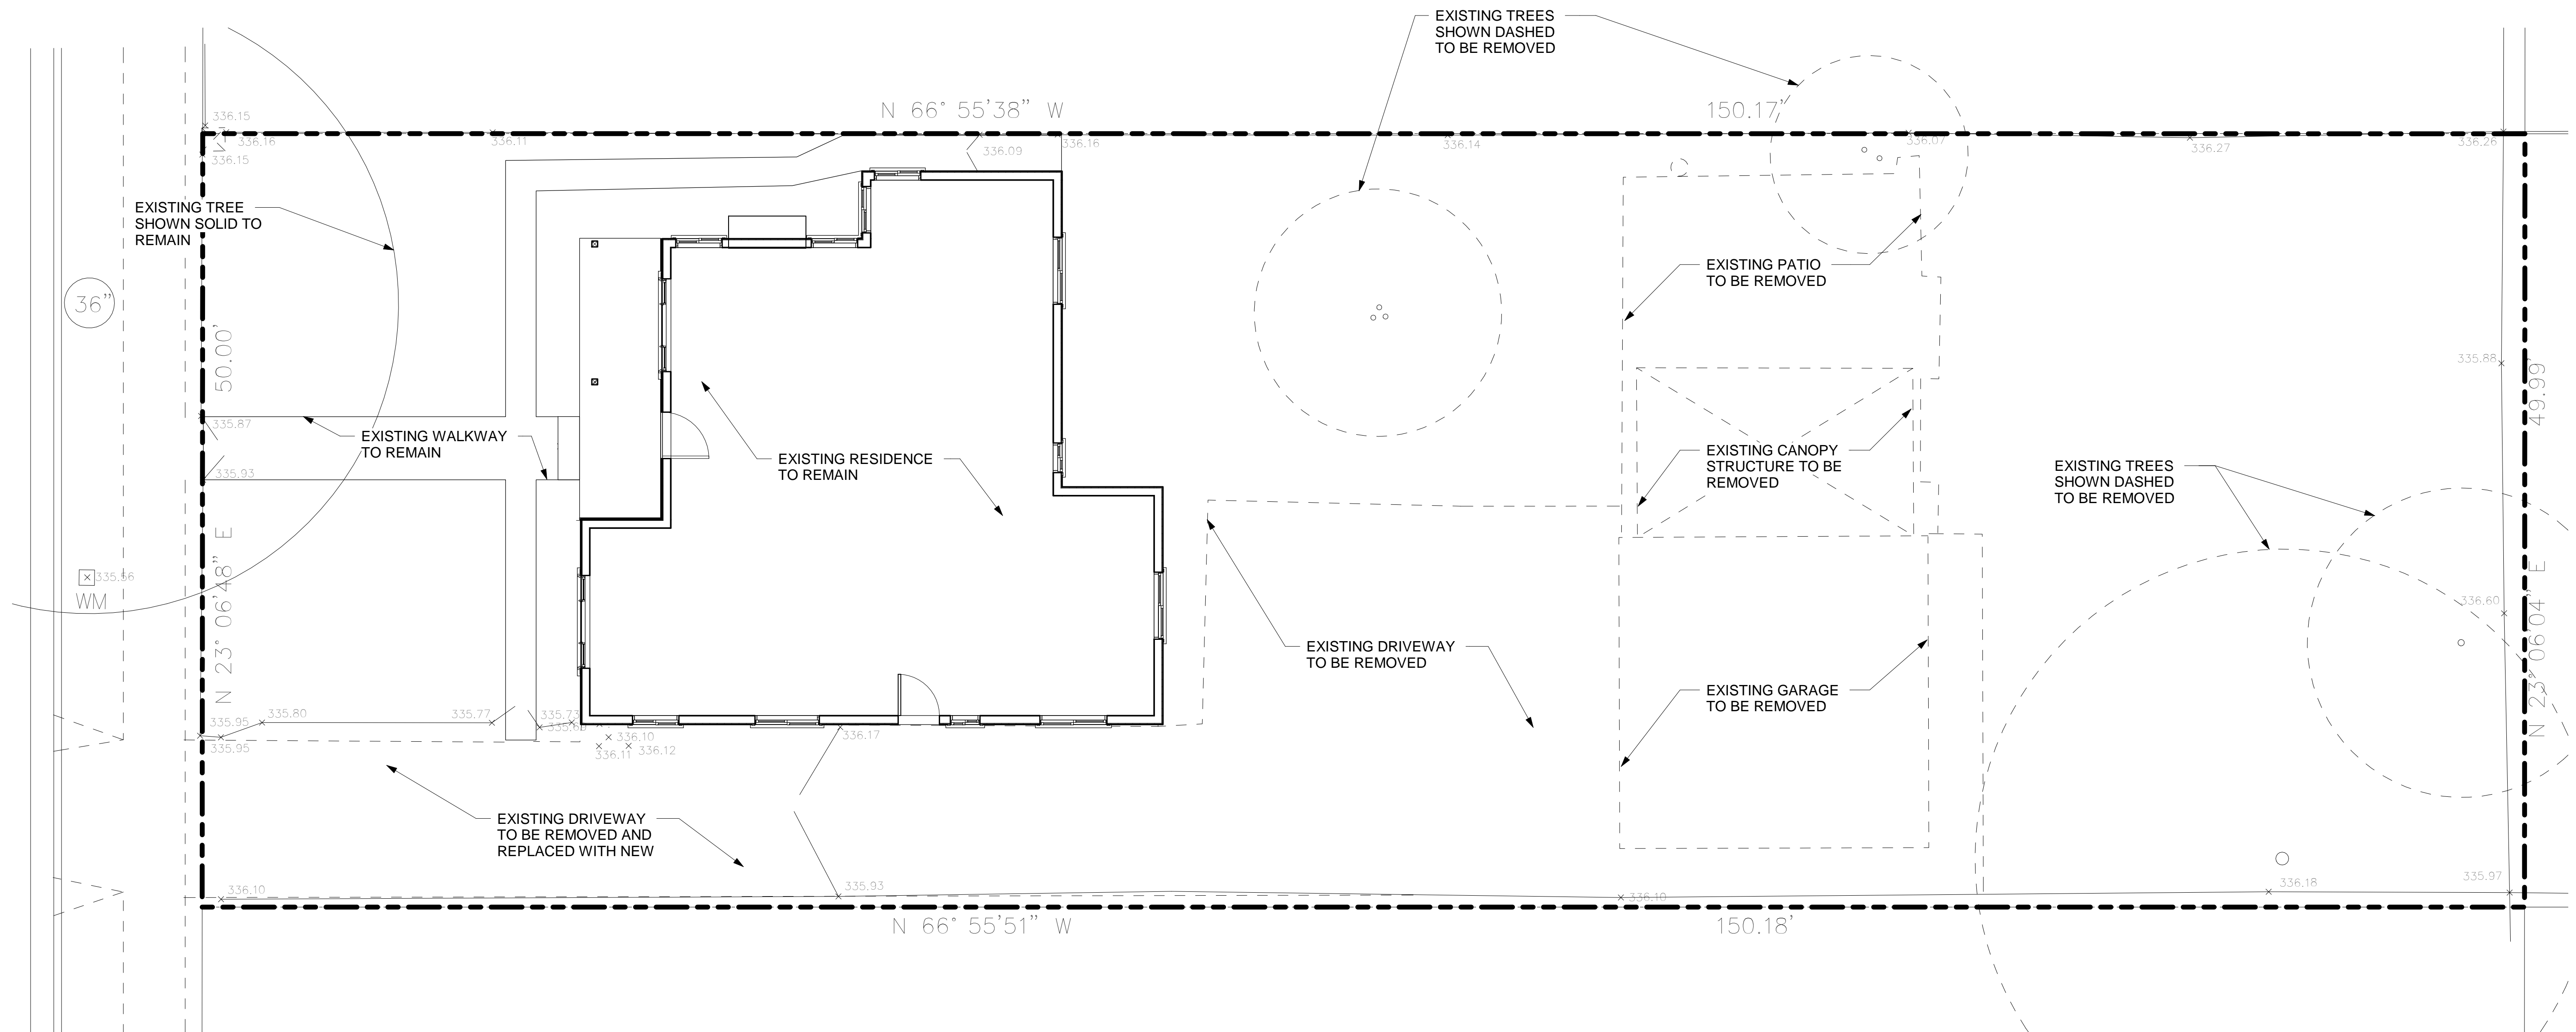 EXISTING TREES
SHOWN DASHED
TO BE REMOVED
N 66° 55'38" W
150.17'
336.15
336.16
336.15
336.11
336.09
336.16
336.14
336.07
336.27
336.26
EXISTING TREE
SHOWN SOLID TO
REMAIN
36"
50.00'
EXISTING PATIO
TO BE REMOVED
335.88
49.99'
335.87
EXISTING WALKWAY
TO REMAIN
335.93
EXISTING RESIDENCE
TO REMAIN
EXISTING CANOPY
STRUCTURE TO BE
REMOVED
EXISTING TREES
SHOWN DASHED
TO BE REMOVED
N 23° 06'48" E
335.56
WM
N 23° 06'04" E
336.60
EXISTING DRIVEWAY
TO BE REMOVED
EXISTING GARAGE
TO BE REMOVED
335.95
335.80
335.77
335.73
335.95
336.10
336.11
336.12
336.17
EXISTING DRIVEWAY
TO BE REMOVED AND
REPLACED WITH NEW
336.10
335.93
336.10
336.18
335.97
N 66° 55'51" W
150.18'